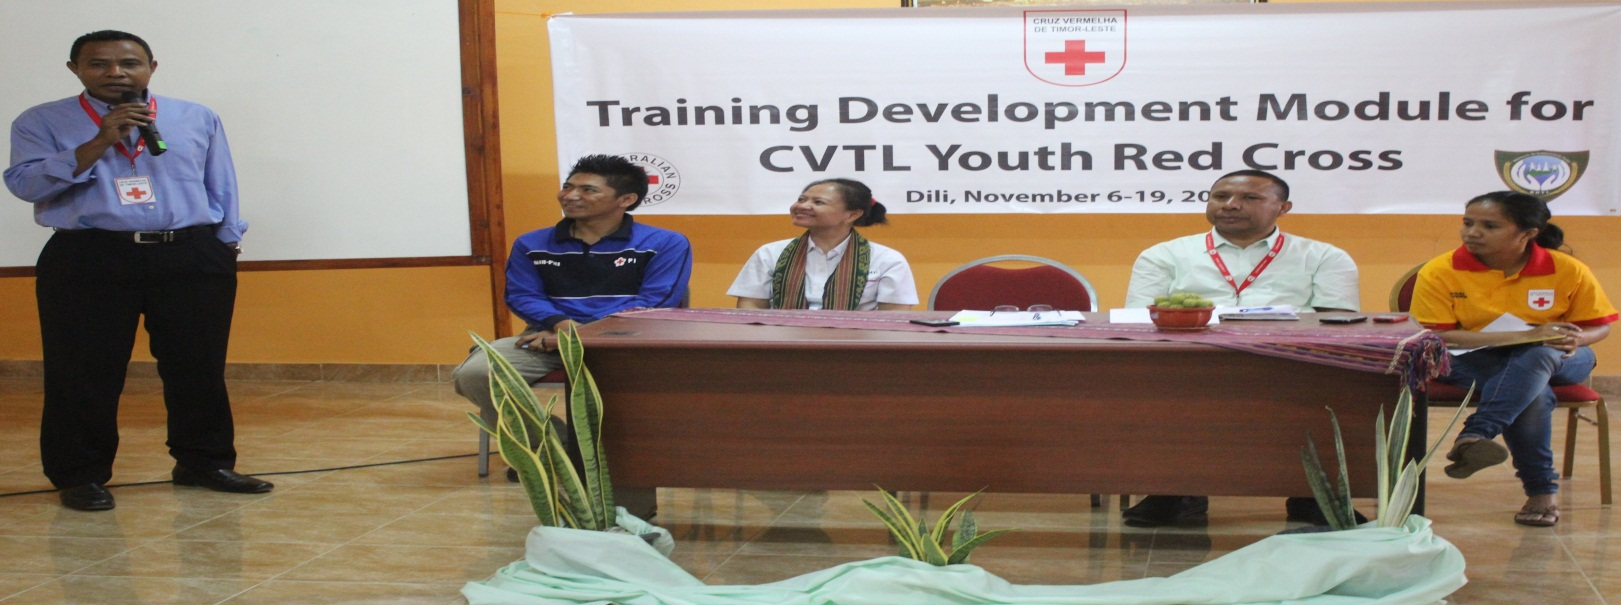 CRUZ VERMELHA
DE TIMOR-LESTE
Training Development Module for
CVTL Youth Red Cross
Dili, November 6-19, 20